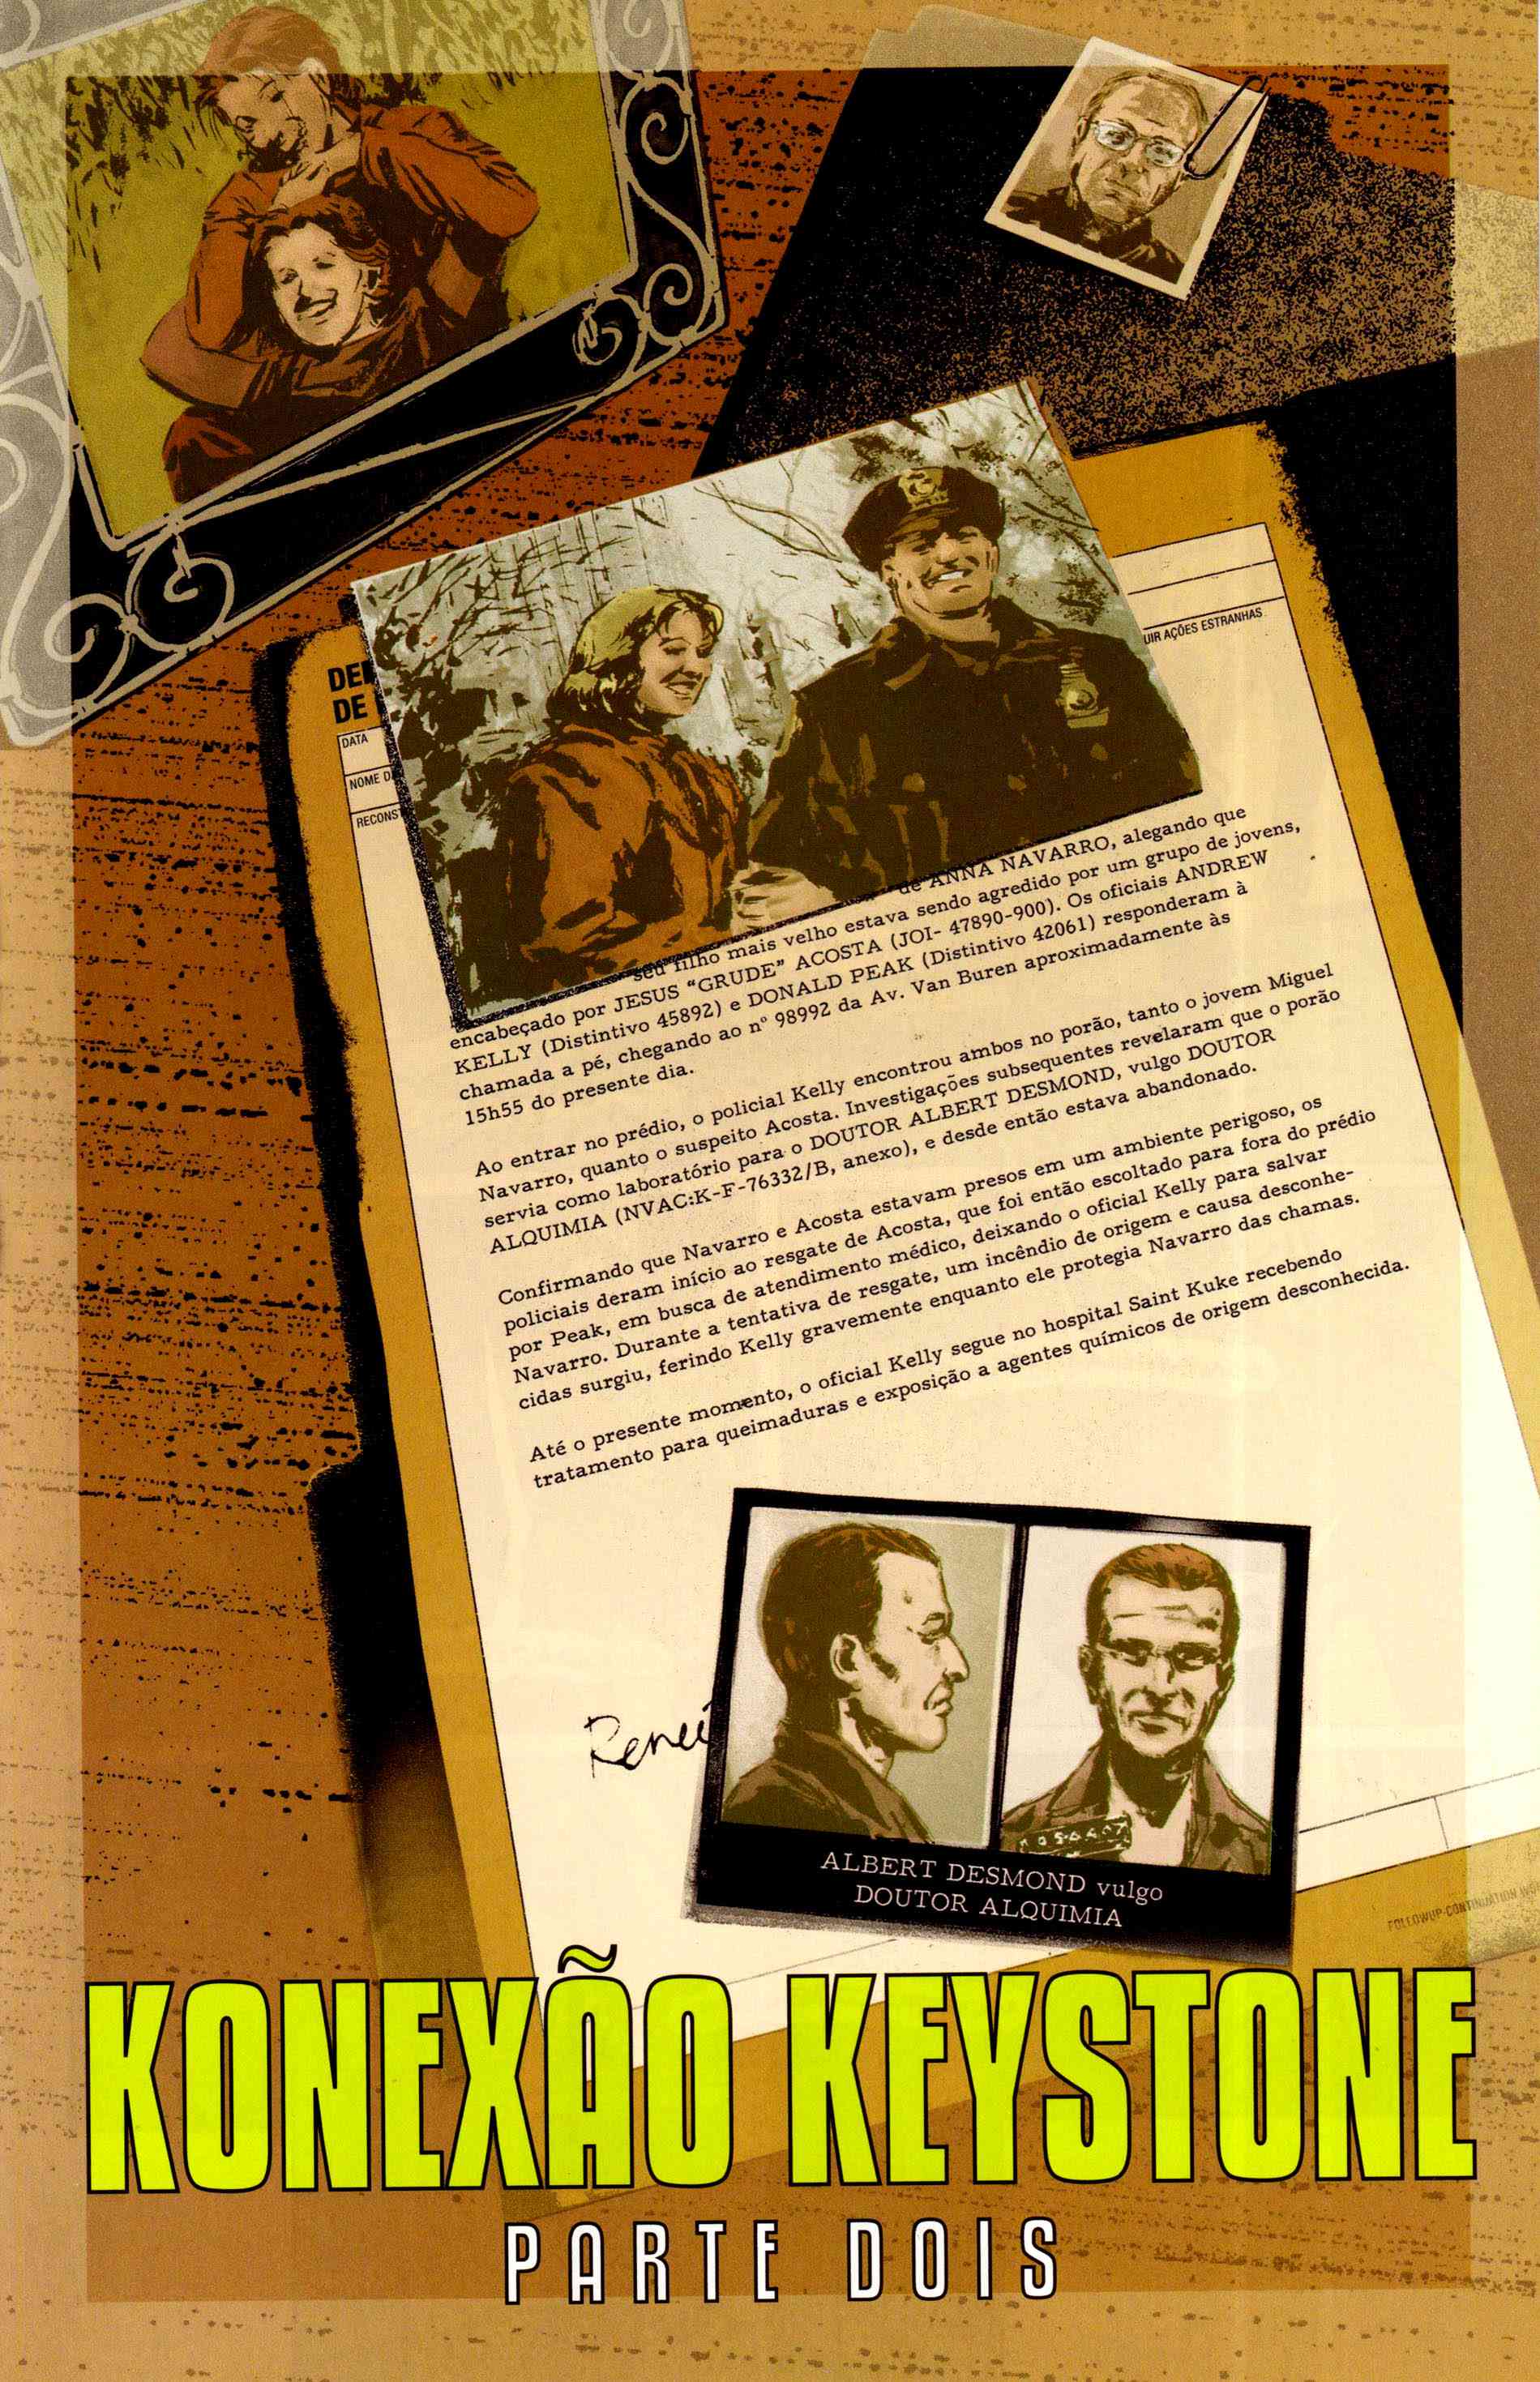 UIR AÇÕES ESTRANHAS
DE
DATA
NOME
RECONST
de ANNA NAVARRO, alegando que
seu filho mais velho estava sendo agredido por um grupo de jovens,
encabeçado por JESUS “GRUDE” ACOSTA (JOI- 47890-900). Os oficiais ANDREW
KELLY (Distintivo 45892) e DONALD PEAK (Distintivo 42061) responderam à
chamada a pé, chegando ao nº 98992 da Av. Van Buren aproximadamente às
15h55 do presente dia.
Ao entrar no prédio, o policial Kelly encontrou ambos no porão, tanto o jovem Miguel
Navarro, quanto o suspeito Acosta. Investigações subsequentes revelaram que o porão
servia como laboratório para o DOUTOR ALBERT DESMOND, vulgo DOUTOR
ALQUIMIA (NVAC:K-F-76332/B, anexo), e desde então estava abandonado.
Confirmando que Navarro e Acosta estavam presos em um ambiente perigoso, os
policiais deram início ao resgate de Acosta, que foi então escoltado para fora do prédio
por Peak, em busca de atendimento médico, deixando o oficial Kelly para salvar
Navarro. Durante a tentativa de resgate, um incêndio de origem e causa desconhe-
cidas surgiu, ferindo Kelly gravemente enquanto ele protegia Navarro das chamas.
Até o presente momento, o oficial Kelly segue no hospital Saint Kuke recebendo
tratamento para queimaduras e exposição a agentes químicos de origem desconhecida.
Reneé
ALBERT DESMOND vulgo
DOUTOR ALQUIMIA
FOLLOWUP-CONTINUATION
KONEXÃO KEYSTONE
PARTE DOIS